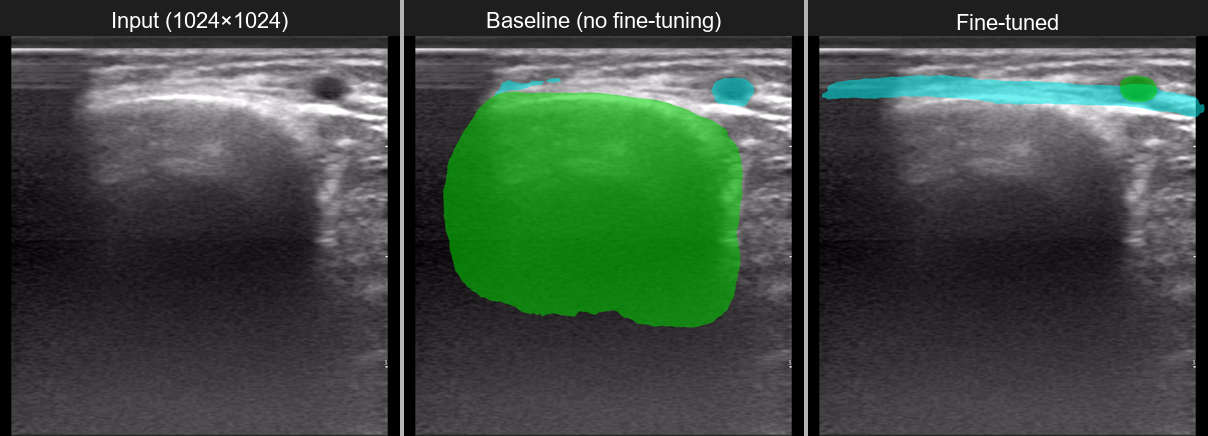 Input (1024×1024)
Baseline (no fine-tuning)
Fine-tuned